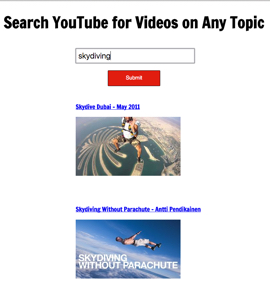 Search YouTube for Videos on Any Topic
skydiving
Submit
Skydive Dubai - May 2011
Skydiving Without Parachute - Antti Pendikainen
SKYDIVING
WITHOUT PARACHUTE